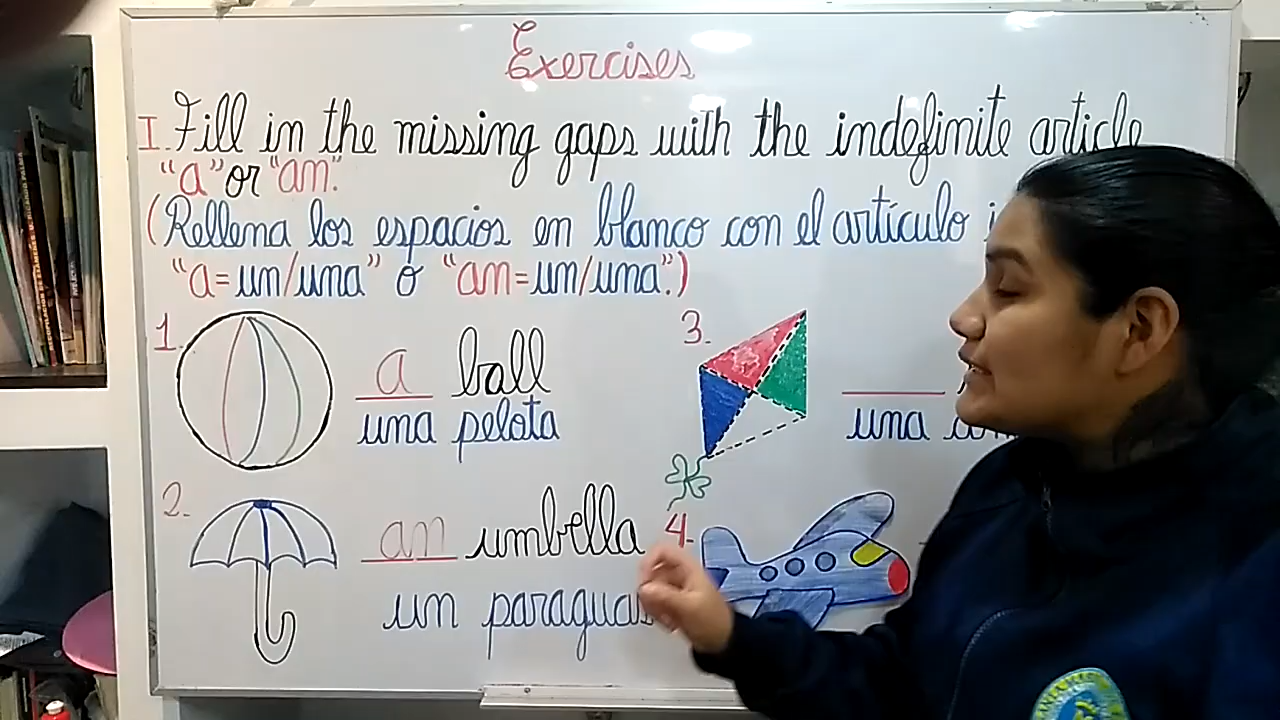 Exercises
I. Fill in the missing gaps with the indefinite article
"a" or "an".
(Rellena los espacios en blanco con el artículo
"a=un/una" o "an=un/una".)
1. a ball
una pelota
2. an umbrella
un paraguas
3.
una
4.